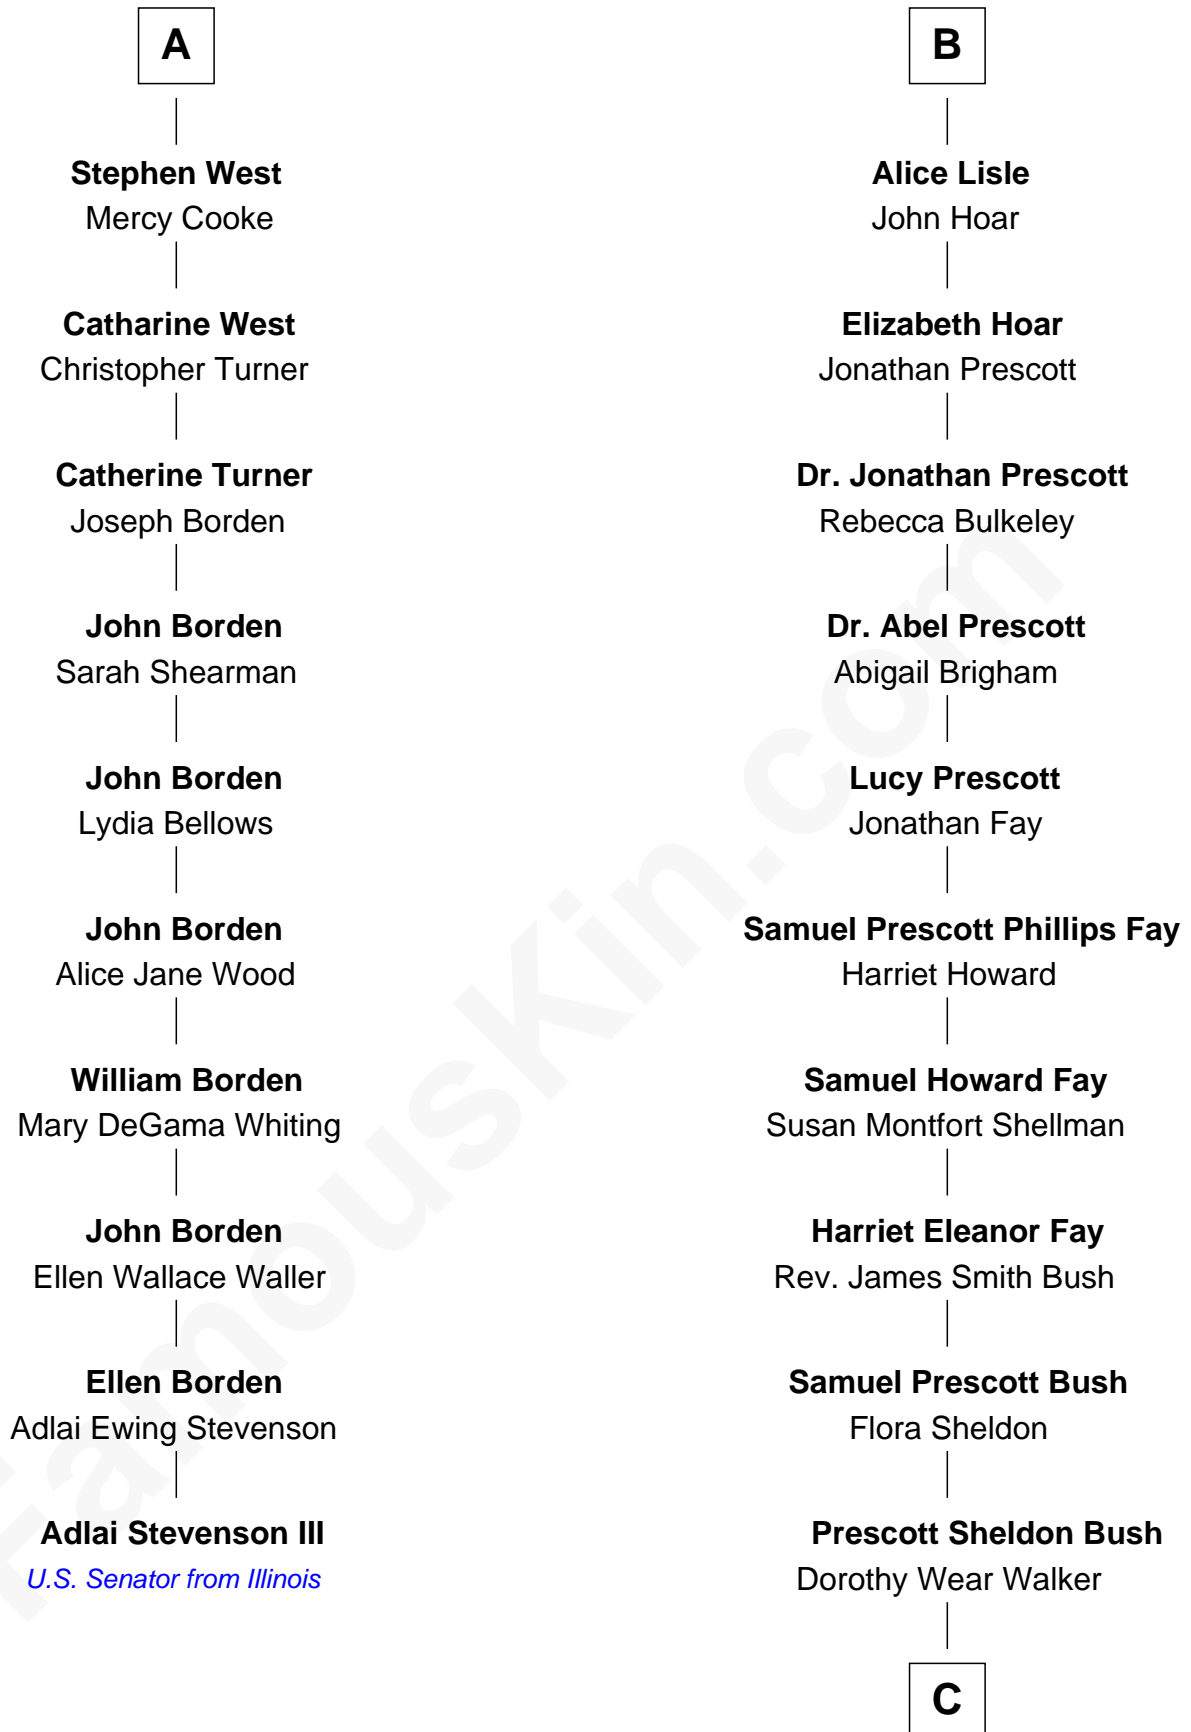 A
Stephen West
Mercy Cooke
Catharine West
Christopher Turner
Catherine Turner
Joseph Borden
John Borden
Sarah Shearman
John Borden
Lydia Bellows
John Borden
Alice Jane Wood
William Borden
Mary DeGama Whiting
John Borden
Ellen Wallace Waller
Ellen Borden
Adlai Ewing Stevenson
Adlai Stevenson III
U.S. Senator from Illinois
B
Alice Lisle
John Hoar
Elizabeth Hoar
Jonathan Prescott
Dr. Jonathan Prescott
Rebecca Bulkeley
Dr. Abel Prescott
Abigail Brigham
Lucy Prescott
Jonathan Fay
Samuel Prescott Phillips Fay
Harriet Howard
Samuel Howard Fay
Susan Montfort Shellman
Harriet Eleanor Fay
Rev. James Smith Bush
Samuel Prescott Bush
Flora Sheldon
Prescott Sheldon Bush
Dorothy Wear Walker
C
FamousKin.com